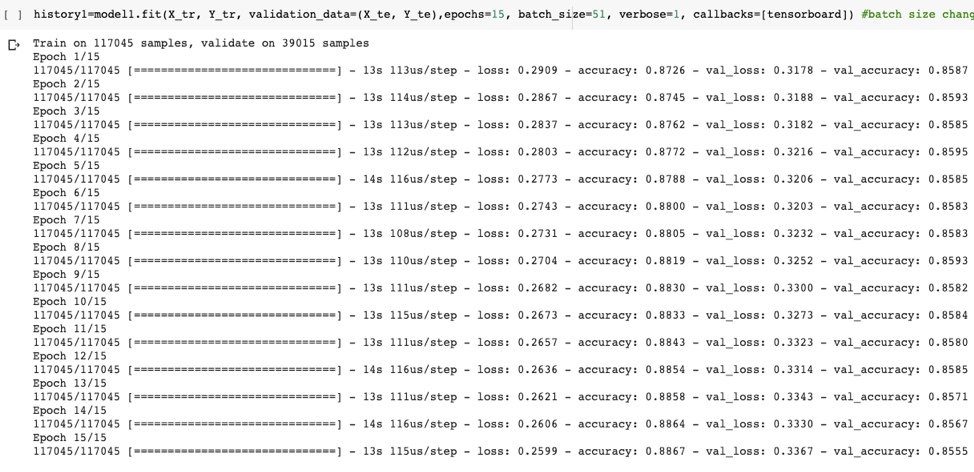 [ ] history1=model1.fit(X_tr, Y_tr, validation_data=(X_te, Y_te),epochs=15, batch_size=51, verbose=1, callbacks=[tensorboard]) #batch size chang
Train on 117045 samples, validate on 39015 samples
Epoch 1/15
117045/117045 [==============================] - 13s 113us/step - loss: 0.2909 - accuracy: 0.8726 - val_loss: 0.3178 - val_accuracy: 0.8587
Epoch 2/15
117045/117045 [==============================] - 13s 114us/step - loss: 0.2867 - accuracy: 0.8745 - val_loss: 0.3188 - val_accuracy: 0.8593
Epoch 3/15
117045/117045 [==============================] - 13s 113us/step - loss: 0.2837 - accuracy: 0.8762 - val_loss: 0.3182 - val_accuracy: 0.8585
Epoch 4/15
117045/117045 [==============================] - 13s 112us/step - loss: 0.2803 - accuracy: 0.8772 - val_loss: 0.3216 - val_accuracy: 0.8595
Epoch 5/15
117045/117045 [==============================] - 14s 116us/step - loss: 0.2773 - accuracy: 0.8788 - val_loss: 0.3206 - val_accuracy: 0.8585
Epoch 6/15
117045/117045 [==============================] - 13s 111us/step - loss: 0.2743 - accuracy: 0.8800 - val_loss: 0.3203 - val_accuracy: 0.8583
Epoch 7/15
117045/117045 [==============================] - 13s 108us/step - loss: 0.2731 - accuracy: 0.8805 - val_loss: 0.3232 - val_accuracy: 0.8583
Epoch 8/15
117045/117045 [==============================] - 13s 110us/step - loss: 0.2704 - accuracy: 0.8819 - val_loss: 0.3252 - val_accuracy: 0.8593
Epoch 9/15
117045/117045 [==============================] - 13s 111us/step - loss: 0.2682 - accuracy: 0.8830 - val_loss: 0.3300 - val_accuracy: 0.8582
Epoch 10/15
117045/117045 [==============================] - 13s 115us/step - loss: 0.2673 - accuracy: 0.8833 - val_loss: 0.3273 - val_accuracy: 0.8584
Epoch 11/15
117045/117045 [==============================] - 13s 111us/step - loss: 0.2657 - accuracy: 0.8843 - val_loss: 0.3323 - val_accuracy: 0.8580
Epoch 12/15
117045/117045 [==============================] - 14s 116us/step - loss: 0.2636 - accuracy: 0.8854 - val_loss: 0.3314 - val_accuracy: 0.8585
Epoch 13/15
117045/117045 [==============================] - 13s 111us/step - loss: 0.2621 - accuracy: 0.8858 - val_loss: 0.3343 - val_accuracy: 0.8571
Epoch 14/15
117045/117045 [==============================] - 14s 116us/step - loss: 0.2606 - accuracy: 0.8864 - val_loss: 0.3330 - val_accuracy: 0.8567
Epoch 15/15
117045/117045 [==============================] - 13s 115us/step - loss: 0.2599 - accuracy: 0.8867 - val_loss: 0.3367 - val_accuracy: 0.8555